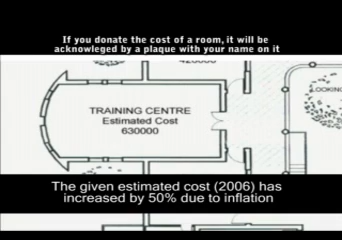 If you donate the cost of a room, it will be
acknowleged by a plaque with your name on it
TRAINING CENTRE
Estimated Cost
630000
LOOKING
The given estimated cost (2006) has
increased by 50% due to inflation